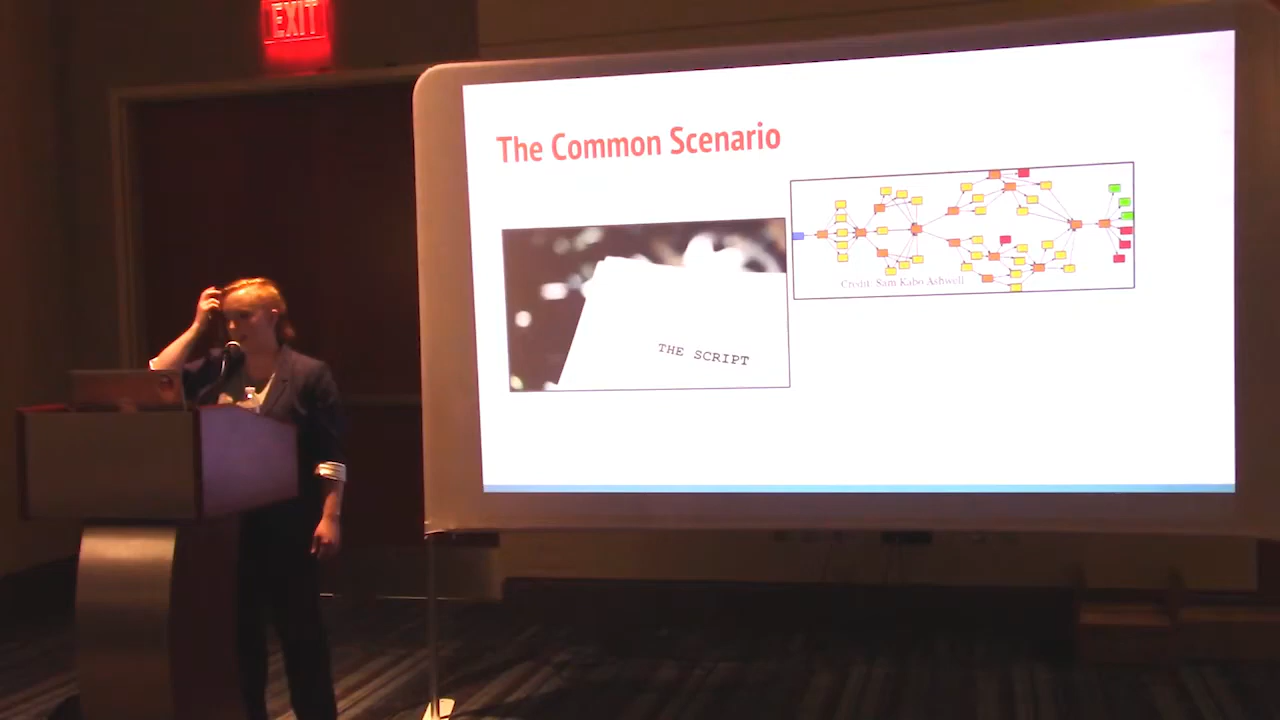 EXIT
The Common Scenario
Credit: Sam Kabo Ashwell
THE SCRIPT